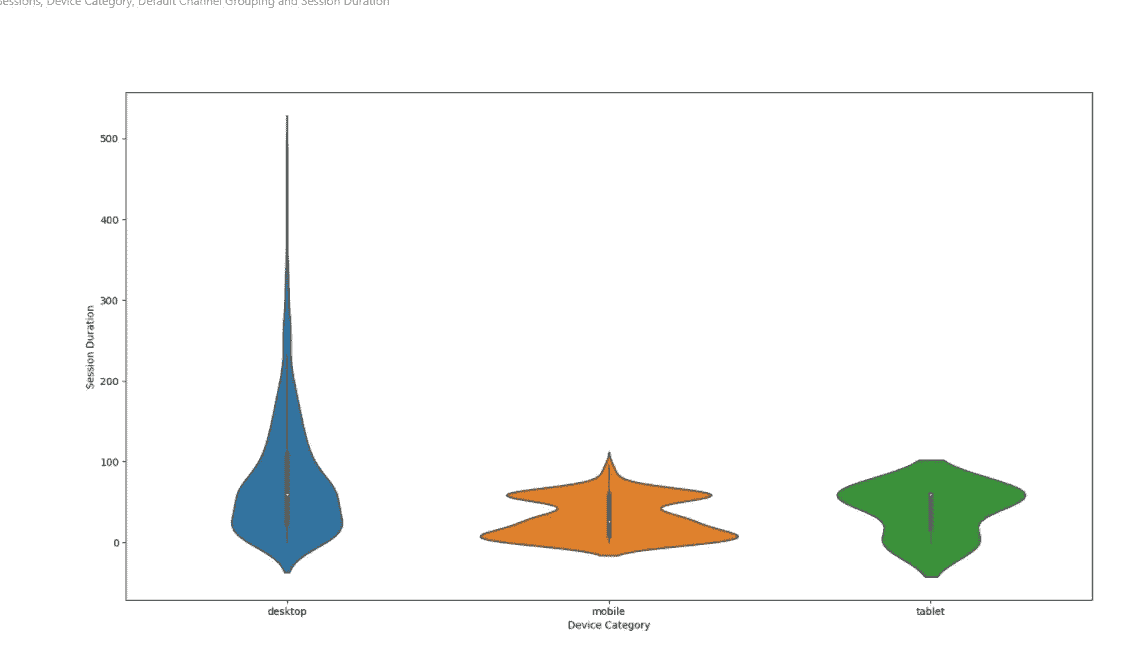 Sessions, Device Category, Default Channel Grouping and Session Duration
500
400
300
200
100
0
Session Duration
desktop
mobile
tablet
Device Category